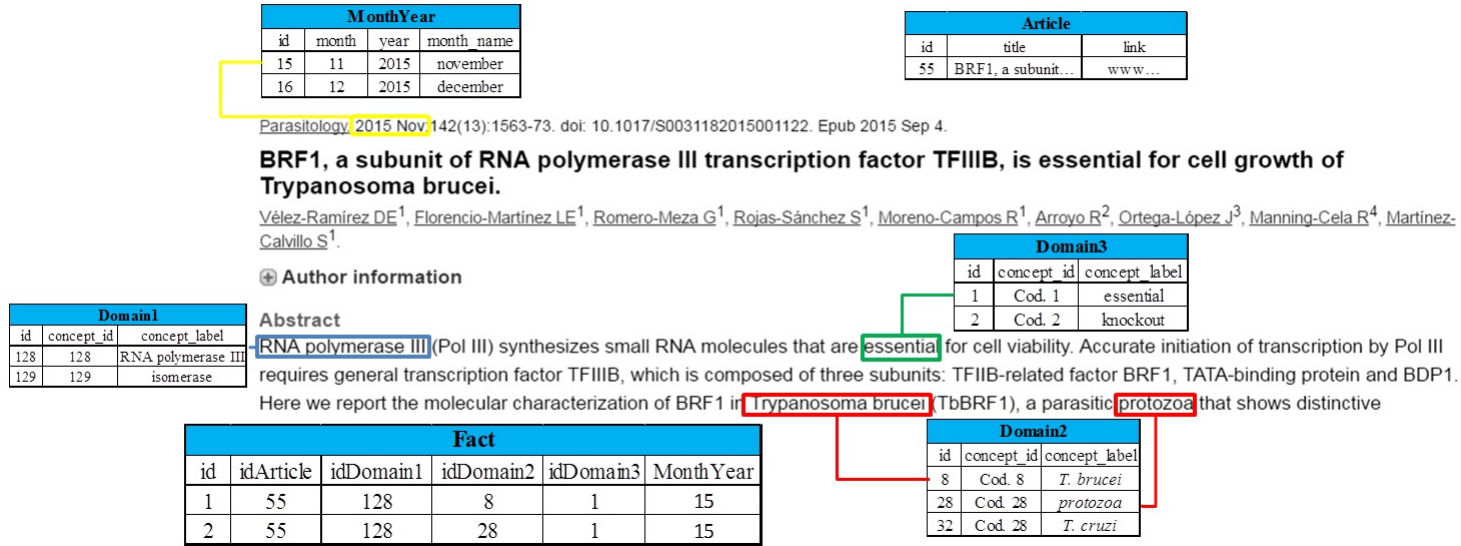 MonthYear
id month year month_name
15 11 2015 november
16 12 2015 december
Article
id title link
55 BRF1, a subunit... www...
Parasitology. 2015 Nov;142(13):1563-73. doi: 10.1017/S0031182015001122. Epub 2015 Sep 4.
BRF1, a subunit of RNA polymerase III transcription factor TFIIIB, is essential for cell growth of
Trypanosoma brucei.
Vélez-Ramírez DE1, Florencio-Martínez LE1, Romero-Meza G1, Rojas-Sánchez S1, Moreno-Campos R1, Arroyo R2, Ortega-López J3, Manning-Cela R4, Martínez-
Calvillo S1.
Domain3
id concept_id concept_label
1 Cod. 1 essential
2 Cod. 2 knockout
Author information
Domain1
id concept_id concept_label
128 128 RNA polymerase III
129 129 isomerase
Abstract
RNA polymerase III (Pol III) synthesizes small RNA molecules that are essential for cell viability. Accurate initiation of transcription by Pol III
requires general transcription factor TFIIIB, which is composed of three subunits: TFIIB-related factor BRF1, TATA-binding protein and BDP1.
Here we report the molecular characterization of BRF1 in Trypanosoma brucei (TbBRF1), a parasitic protozoa that shows distinctive
Fact
id idArticle idDomain1 idDomain2 idDomain3 MonthYear
1 55 128 8 1 15
2 55 128 28 1 15
Domain2
id concept_id concept_label
8 Cod. 8 T. brucei
28 Cod. 28 protozoa
32 Cod. 28 T. cruzi